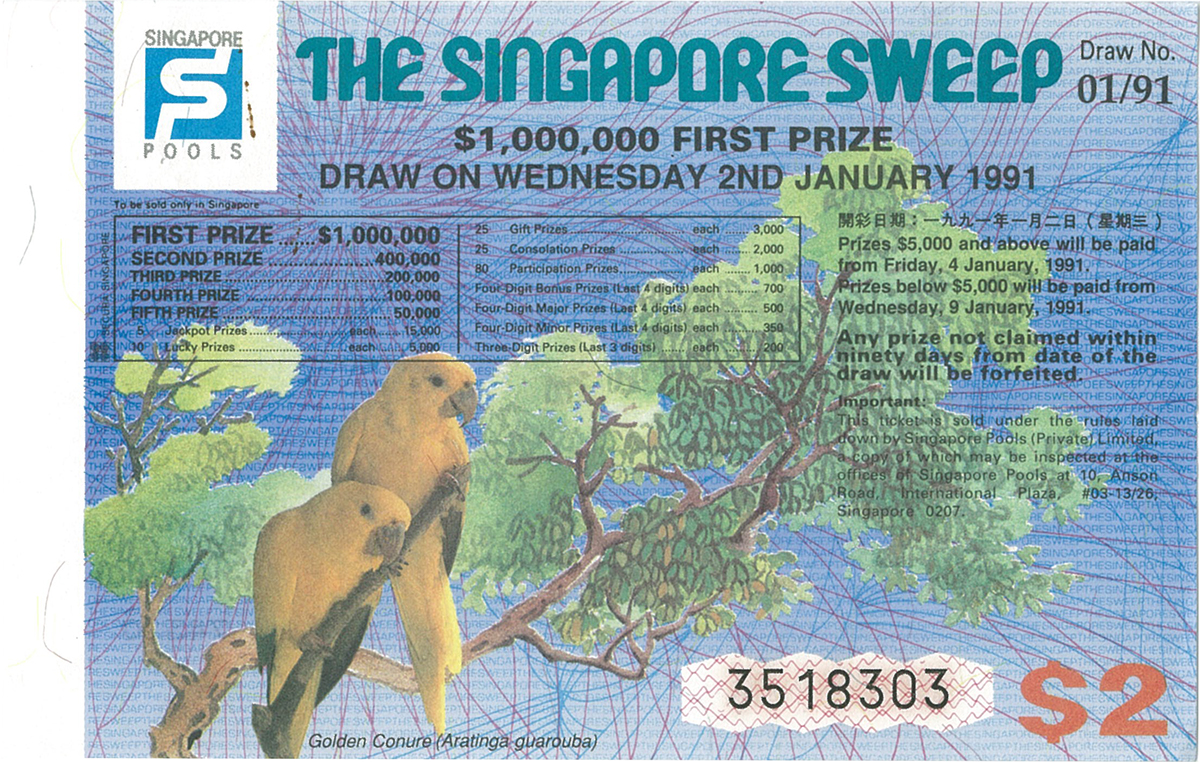 SINGAPORE
POOLS
THE SINGAPORE SWEEP
Draw No.
01/91
$1,000,000 FIRST PRIZE
DRAW ON WEDNESDAY 2ND JANUARY 1991
To be sold only in Singapore
FIRST PRIZE ....... $1,000,000
SECOND PRIZE ................. 400,000
THIRD PRIZE ........................... 200,000
FOURTH PRIZE ....................... 100,000
FIFTH PRIZE ............................ 50,000
5 Jackpot Prizes ................... each ...... 15,000
10 Lucky Prizes ..................... each ........ 5,000
25 Gift Prizes ............................. each ........ 3,000
25 Consolation Prizes ................ each ........ 2,000
80 Participation Prizes ............... each ........ 1,000
Four-Digit Bonus Prizes (Last 4 digits) each .......... 700
Four-Digit Major Prizes (Last 4 digits) each .......... 500
Four-Digit Minor Prizes (Last 4 digits) each .......... 350
Three-Digit Prizes (Last 3 digits) ....... each .......... 200
開彩日期：一九九一年一月二日（星期三）
Prizes $5,000 and above will be paid
from Friday, 4 January, 1991.
Prizes below $5,000 will be paid from
Wednesday, 9 January, 1991.
Any prize not claimed within
ninety days from date of the
draw will be forfeited.
Important:
This ticket is sold under the rules laid
down by Singapore Pools (Private) Limited,
a copy of which may be inspected at the
offices of Singapore Pools at 10, Anson
Road, International Plaza, #03-13/26,
Singapore 0207.
3518303
$2
Golden Conure (Aratinga guarouba)